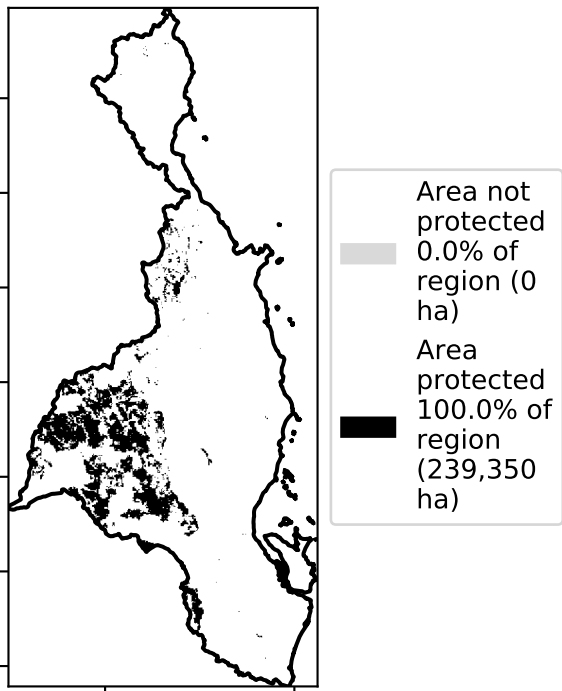 Area not
protected
0.0% of
region (0
ha)
Area
protected
100.0% of
region
(239,350
ha)